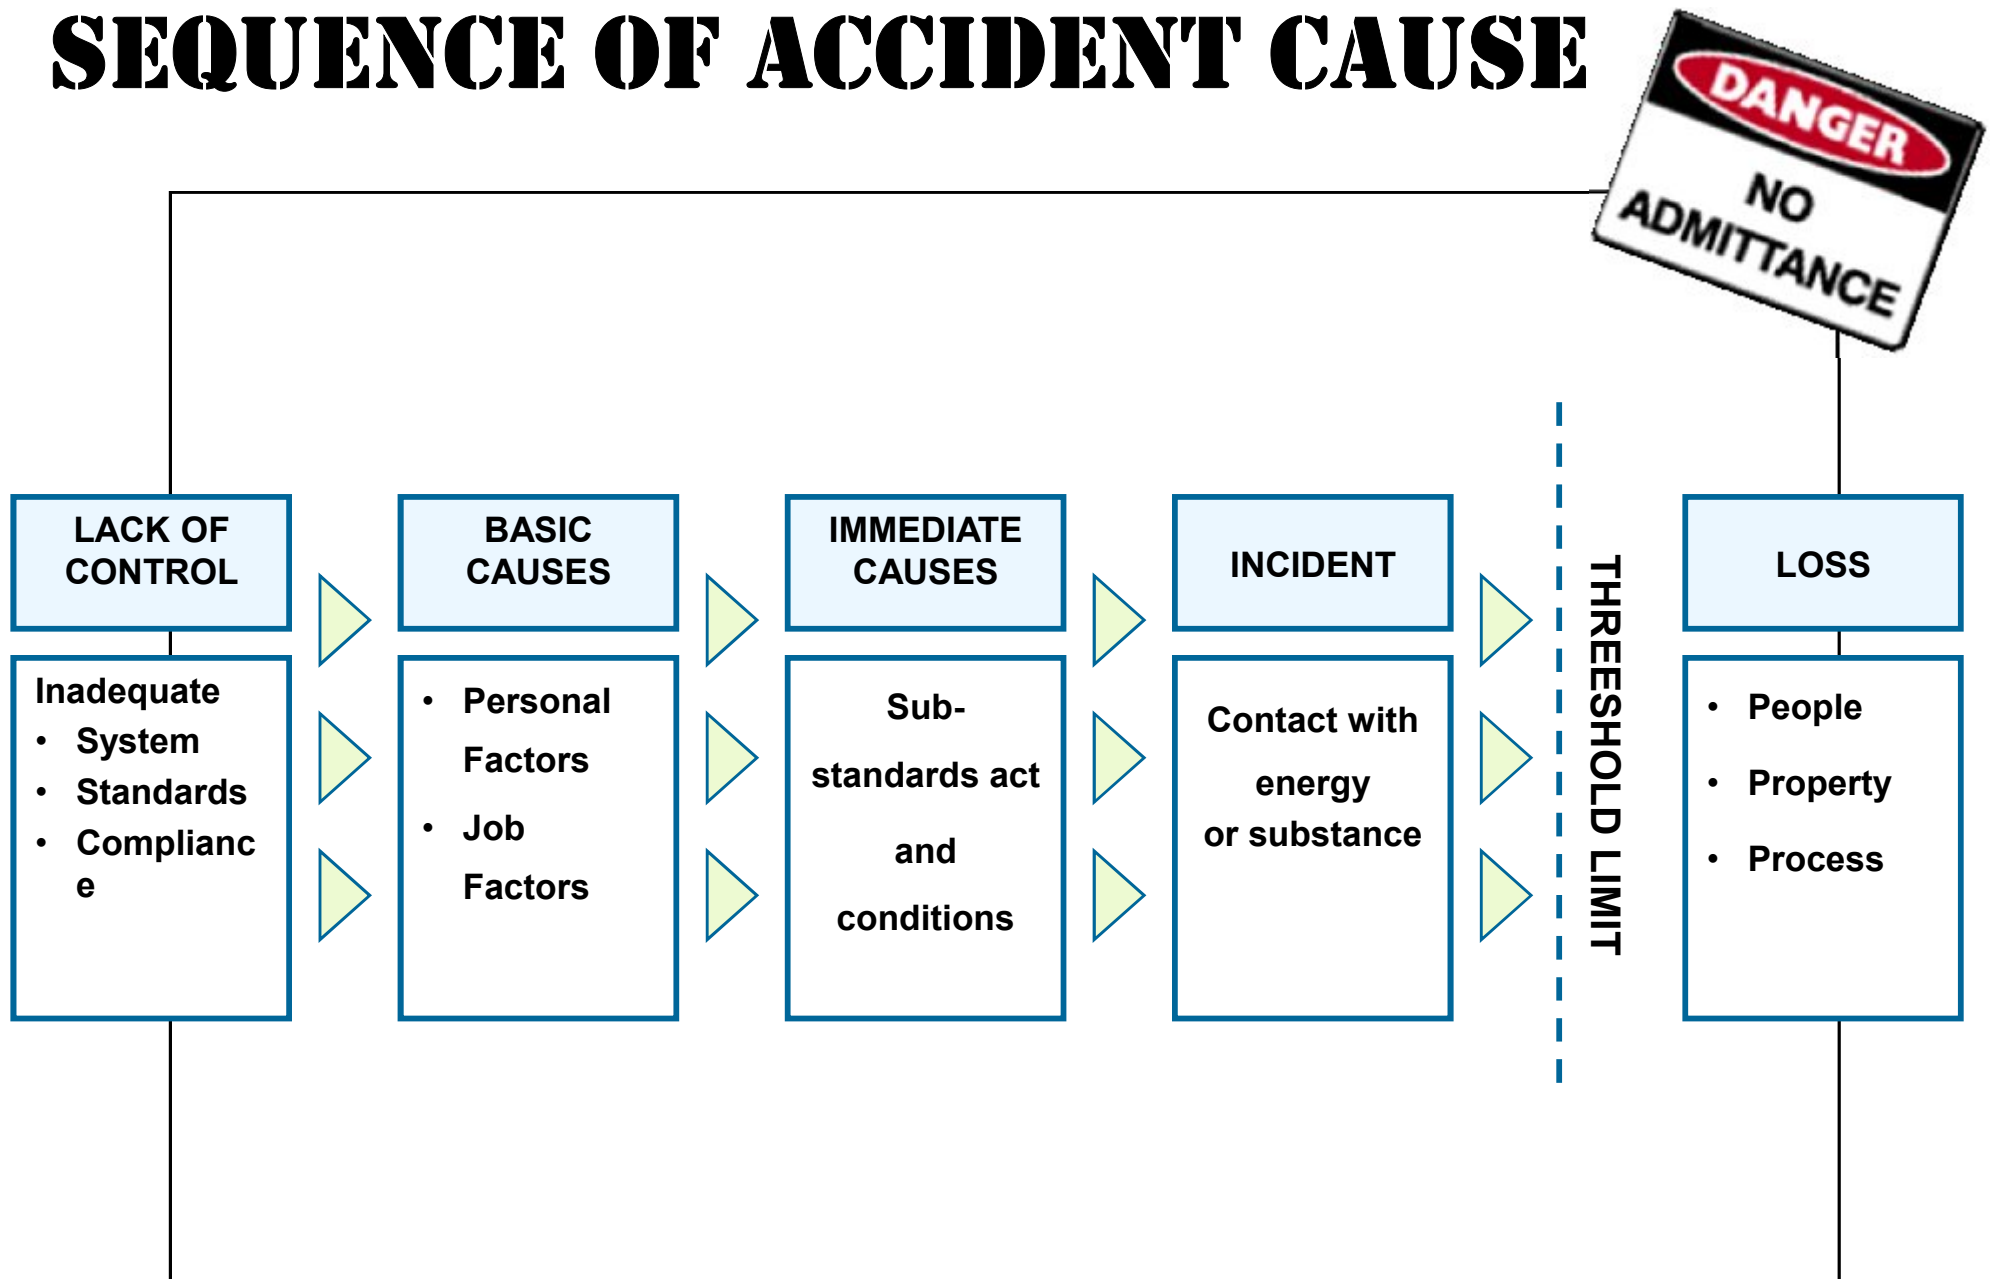 SEQUENCE OF ACCIDENT CAUSE
DANGER
NO
ADMITTANCE
LACK OF
CONTROL
Inadequate
• System
• Standards
• Complianc
e
BASIC
CAUSES
• Personal
Factors
• Job
Factors
IMMEDIATE
CAUSES
Sub-
standards act
and
conditions
INCIDENT
Contact with
energy
or substance
THREESHOLD LIMIT
LOSS
• People
• Property
• Process